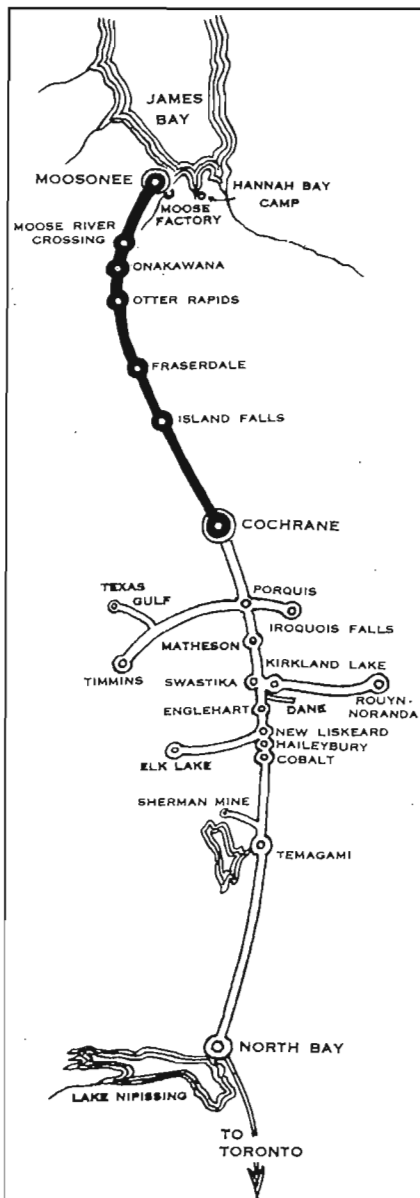 JAMES
BAY
MOOSONEE
HANNAH BAY
CAMP
MOOSE
FACTORY
MOOSE RIVER
CROSSING
ONAKAWANA
OTTER RAPIDS
FRASERDALE
ISLAND FALLS
COCHRANE
TEXAS
GULF
PORQUIS
IROQUOIS FALLS
MATHESON
TIMMINS
KIRKLAND LAKE
SWASTIKA
ROUYN-
NORANDA
ENGLEHART
DANE
NEW LISKEARD
HAILEYBURY
ELK LAKE
COBALT
SHERMAN MINE
TEMAGAMI
NORTH BAY
LAKE NIPISSING
TO
TORONTO